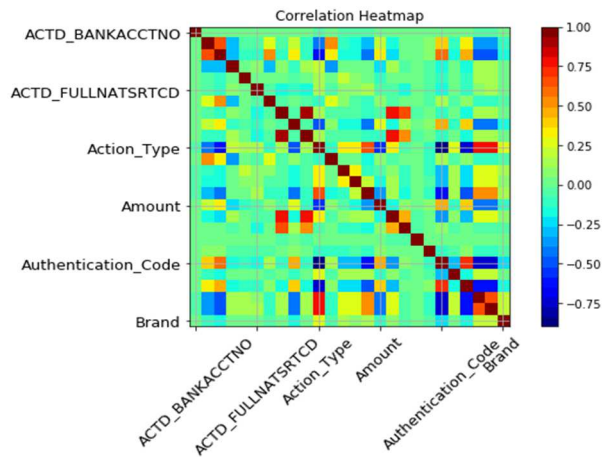 Correlation Heatmap
ACTD_BANKACCTNO
ACTD_FULLNATSRTCD
Action_Type
Amount
Authentication_Code
Brand
1.00
0.75
0.50
0.25
0.00
−0.25
−0.50
−0.75
ACTD_BANKACCTNO
ACTD_FULLNATSRTCD
Action_Type
Amount
Authentication_Code
Brand